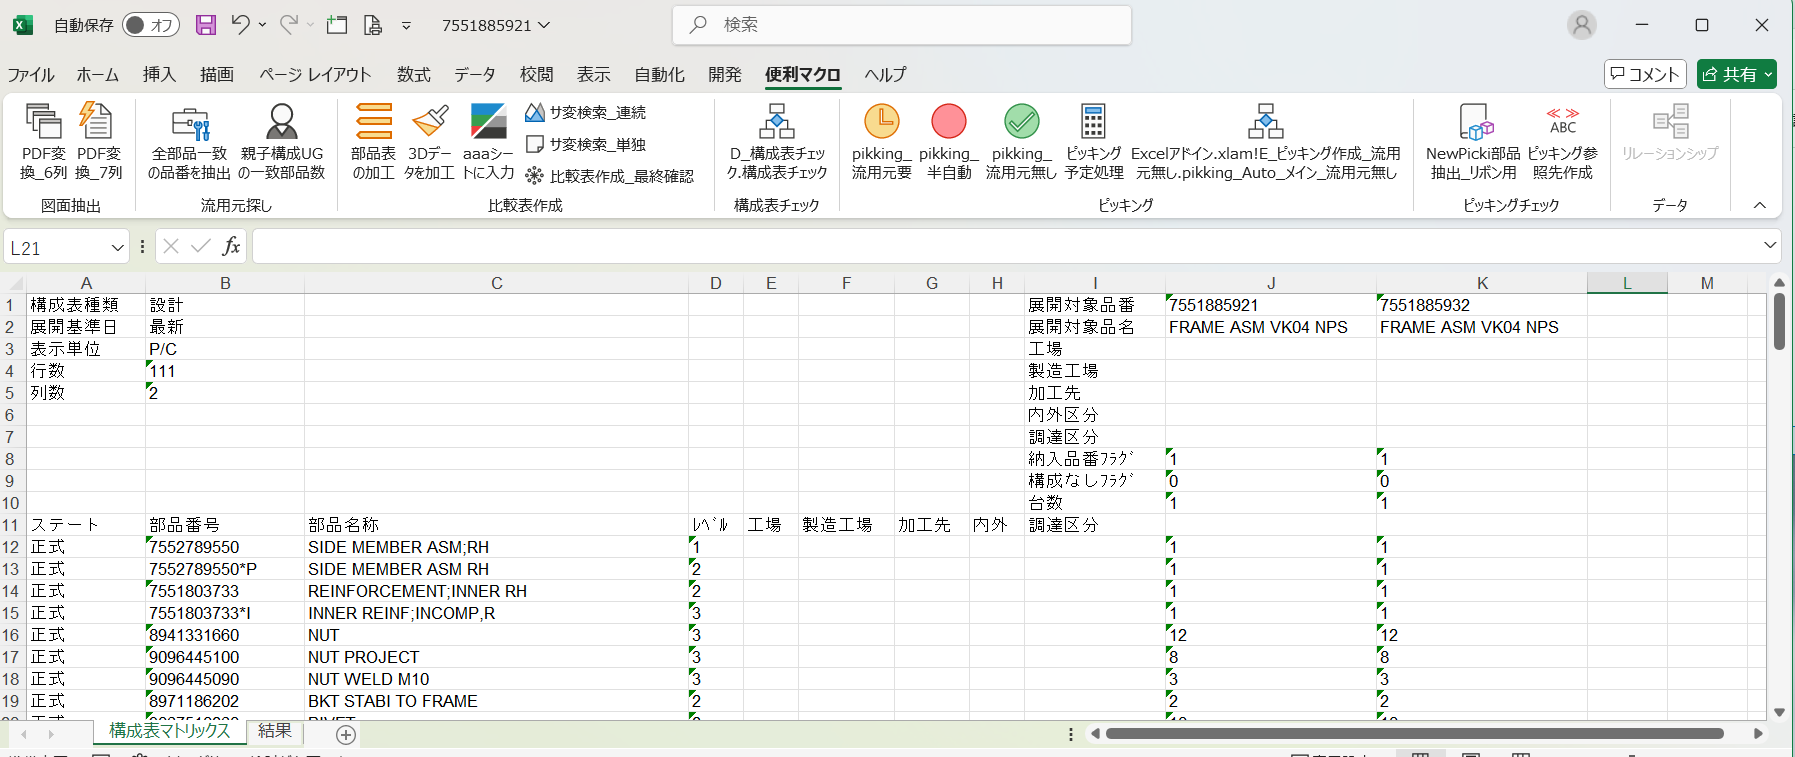 自動保存 オフ 7551885921 検索
ファイル ホーム 挿入 描画 ページ レイアウト 数式 データ 校閲 表示 自動化 開発 便利マクロ ヘルプ コメント 共有
PDF変換_6列
PDF変換_7列
図面抽出
全部品一致の品番を抽出
親子構成UGの一致部品数
流用元探し
部品表の加工
3Dデータを加工
aaaシートに入力
サ変検索_連続
サ変検索_単独
比較表作成_最終確認
比較表作成
D_構成表チェック.構成表チェック
構成表チェック
pikking_流用元要
pikking_半自動
pikking_流用元無し
ピッキング予定処理
Excelアドイン.xlam!E_ピッキング作成_流用元無し.pikking_Auto_メイン_流用元無し
ピッキング
NewPicki部品抽出_リボン用
ABC
ピッキング参照先作成
ピッキングチェック
リレーションシップ
データ
L21 fx
A B C D E F G H I J K L M
1 構成表種類 設計 展開対象品番 7551885921 7551885932
2 展開基準日 最新 展開対象品名 FRAME ASM VK04 NPS FRAME ASM VK04 NPS
3 表示単位 P/C 工場
4 行数 111 製造工場
5 列数 2 加工先
6 内外区分
7 調達区分
8 納入品番ﾌﾗｸﾞ 1 1
9 構成なしﾌﾗｸﾞ 0 0
10 台数 1 1
11 ステート 部品番号 部品名称 ﾚﾍﾞﾙ 工場 製造工場 加工先 内外 調達区分
12 正式 7552789550 SIDE MEMBER ASM;RH 1 1 1
13 正式 7552789550*P SIDE MEMBER ASM RH 2 1 1
14 正式 7551803733 REINFORCEMENT;INNER RH 2 1 1
15 正式 7551803733*I INNER REINF;INCOMP,R 3 1 1
16 正式 8941331660 NUT 3 12 12
17 正式 9096445100 NUT PROJECT 3 8 8
18 正式 9096445090 NUT WELD M10 3 3 3
19 正式 8971186202 BKT STABI TO FRAME 2 2 2
構成表マトリックス 結果